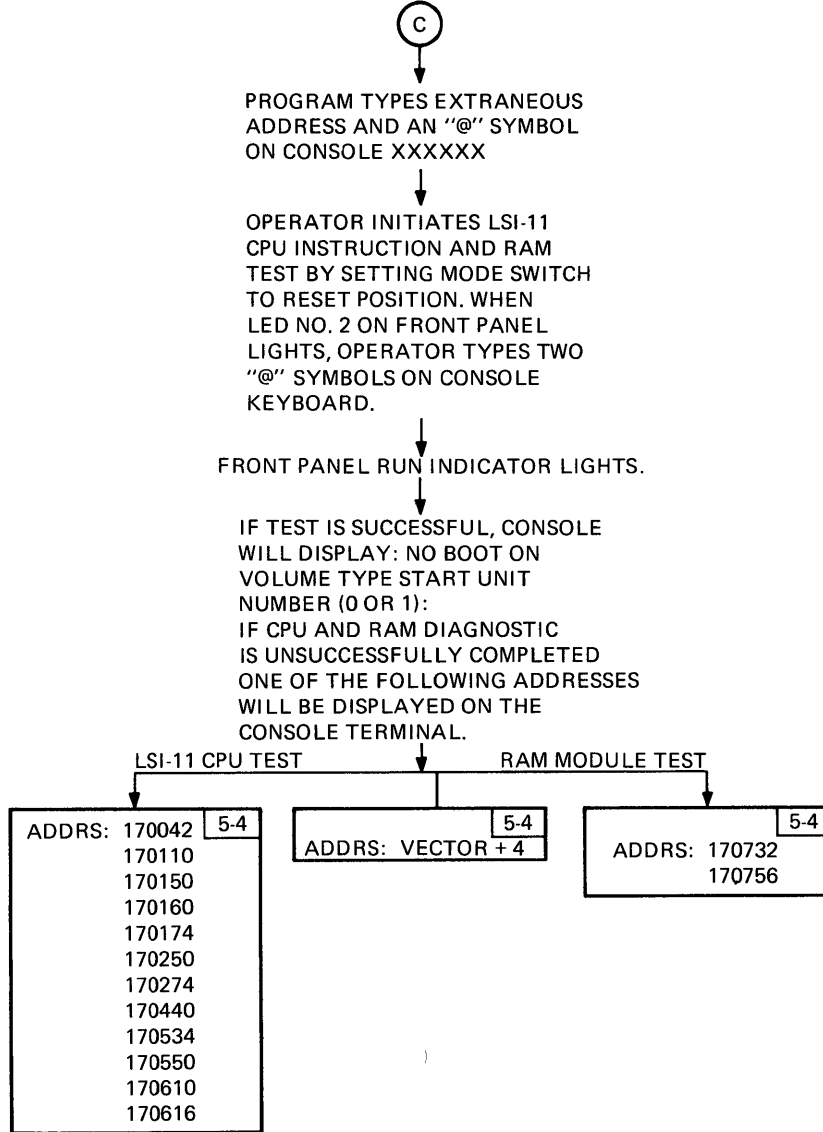 C
PROGRAM TYPES EXTRANEOUS
ADDRESS AND AN "@" SYMBOL
ON CONSOLE XXXXXX
OPERATOR INITIATES LSI-11
CPU INSTRUCTION AND RAM
TEST BY SETTING MODE SWITCH
TO RESET POSITION. WHEN
LED NO. 2 ON FRONT PANEL
LIGHTS, OPERATOR TYPES TWO
"@" SYMBOLS ON CONSOLE
KEYBOARD.
FRONT PANEL RUN INDICATOR LIGHTS.
IF TEST IS SUCCESSFUL, CONSOLE
WILL DISPLAY: NO BOOT ON
VOLUME TYPE START UNIT
NUMBER (0 OR 1):
IF CPU AND RAM DIAGNOSTIC
IS UNSUCCESSFULLY COMPLETED
ONE OF THE FOLLOWING ADDRESSES
WILL BE DISPLAYED ON THE
CONSOLE TERMINAL.
LSI-11 CPU TEST
RAM MODULE TEST
ADDRS: 170042 5-4
170110
170150
170160
170174
170250
170274
170440
170534
170550
170610
170616
5-4
ADDRS: VECTOR + 4
5-4
ADDRS: 170732
170756